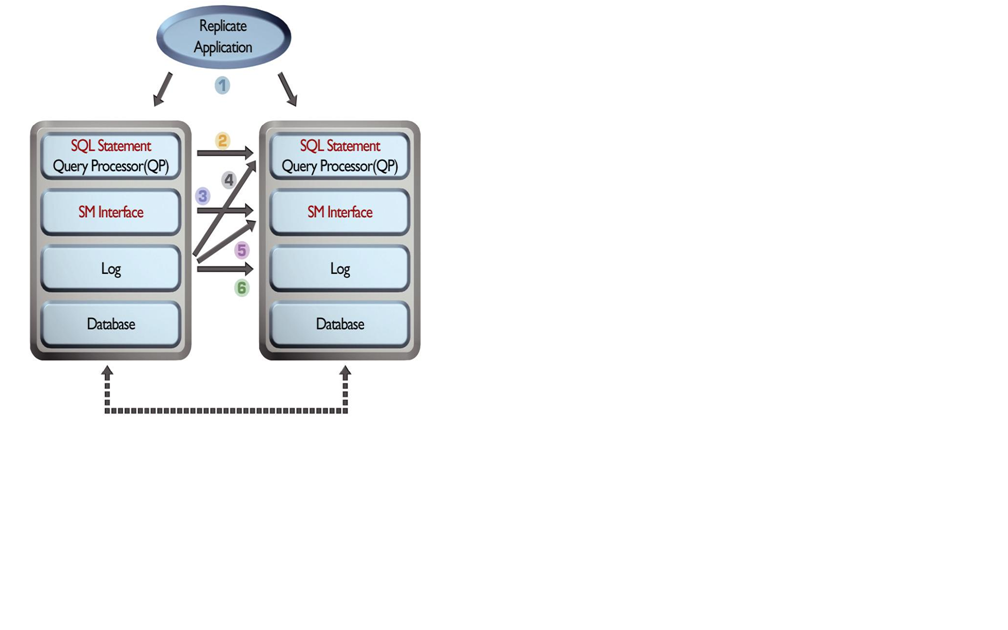 Replicate
Application
1
SQL Statement
Query Processor(QP)
SM Interface
Log
Database
2
4
3
5
6
SQL Statement
Query Processor(QP)
SM Interface
Log
Database